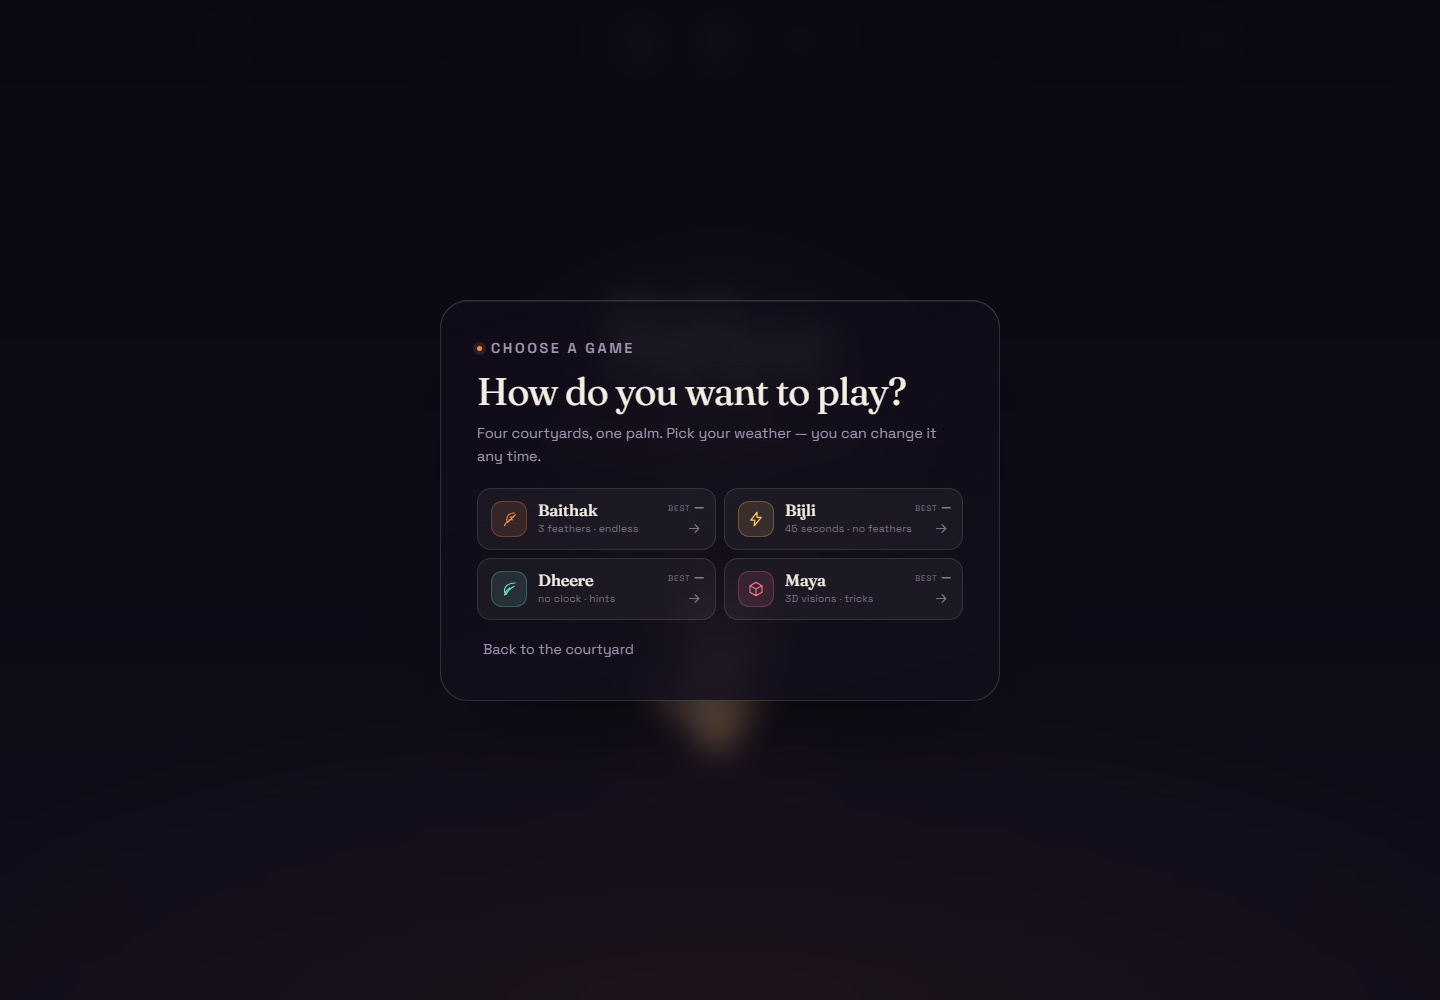 CHOOSE A GAME
How do you want to play?
Four courtyards, one palm. Pick your weather — you can change it
any time.
Baithak
3 feathers · endless
BEST —
Bijli
45 seconds · no feathers
BEST —
Dheere
no clock · hints
BEST —
Maya
3D visions · tricks
BEST —
Back to the courtyard